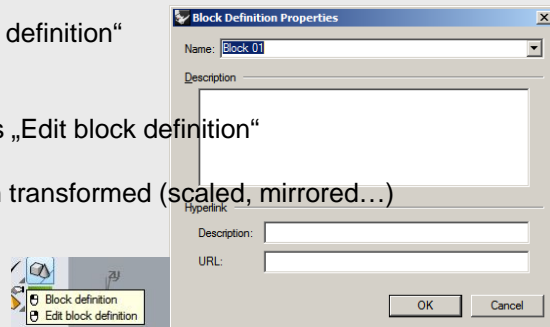 definition“
„Edit block definition“
transformed (scaled, mirrored…)
Block Definition Properties
Name: Block 01
Description
Hyperlink
Description:
URL:
OK Cancel
Block definition
Edit block definition